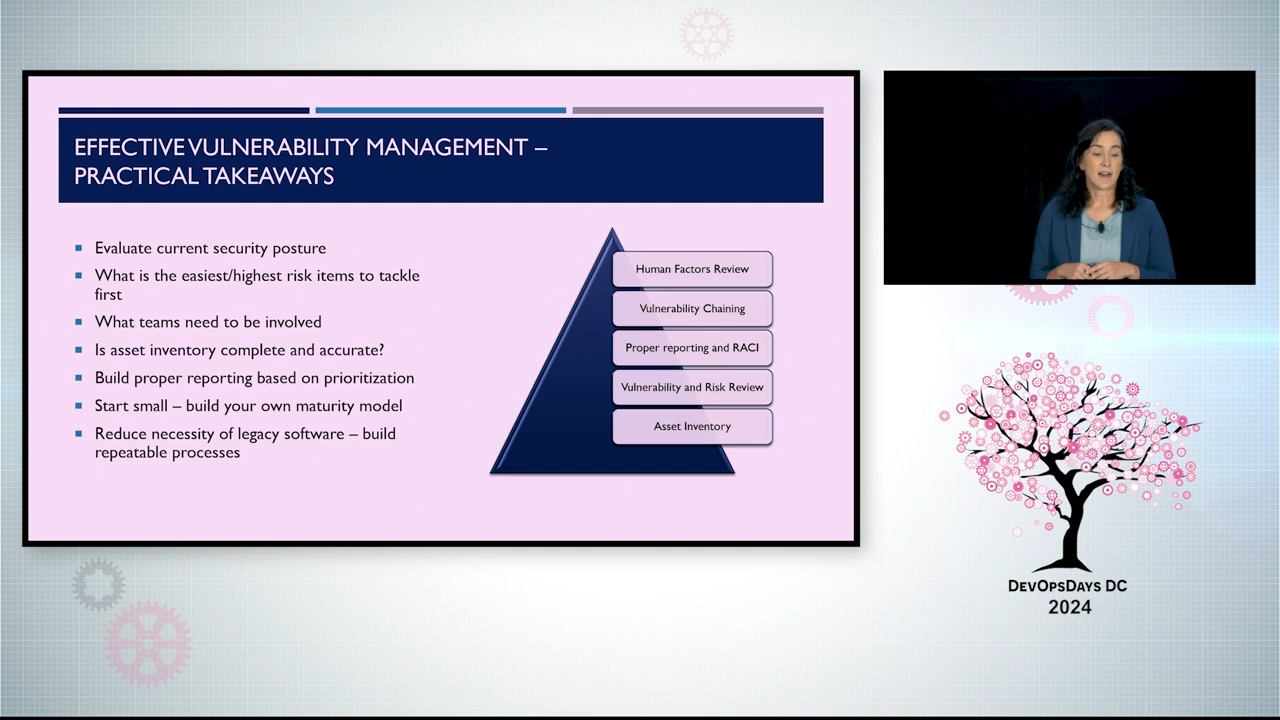 EFFECTIVE VULNERABILITY MANAGEMENT –
PRACTICAL TAKEAWAYS
Evaluate current security posture
What is the easiest/highest risk items to tackle
first
What teams need to be involved
Is asset inventory complete and accurate?
Build proper reporting based on prioritization
Start small – build your own maturity model
Reduce necessity of legacy software – build
repeatable processes
Human Factors Review
Vulnerability Chaining
Proper reporting and RACI
Vulnerability and Risk Review
Asset Inventory
DevOpsDays DC
2024